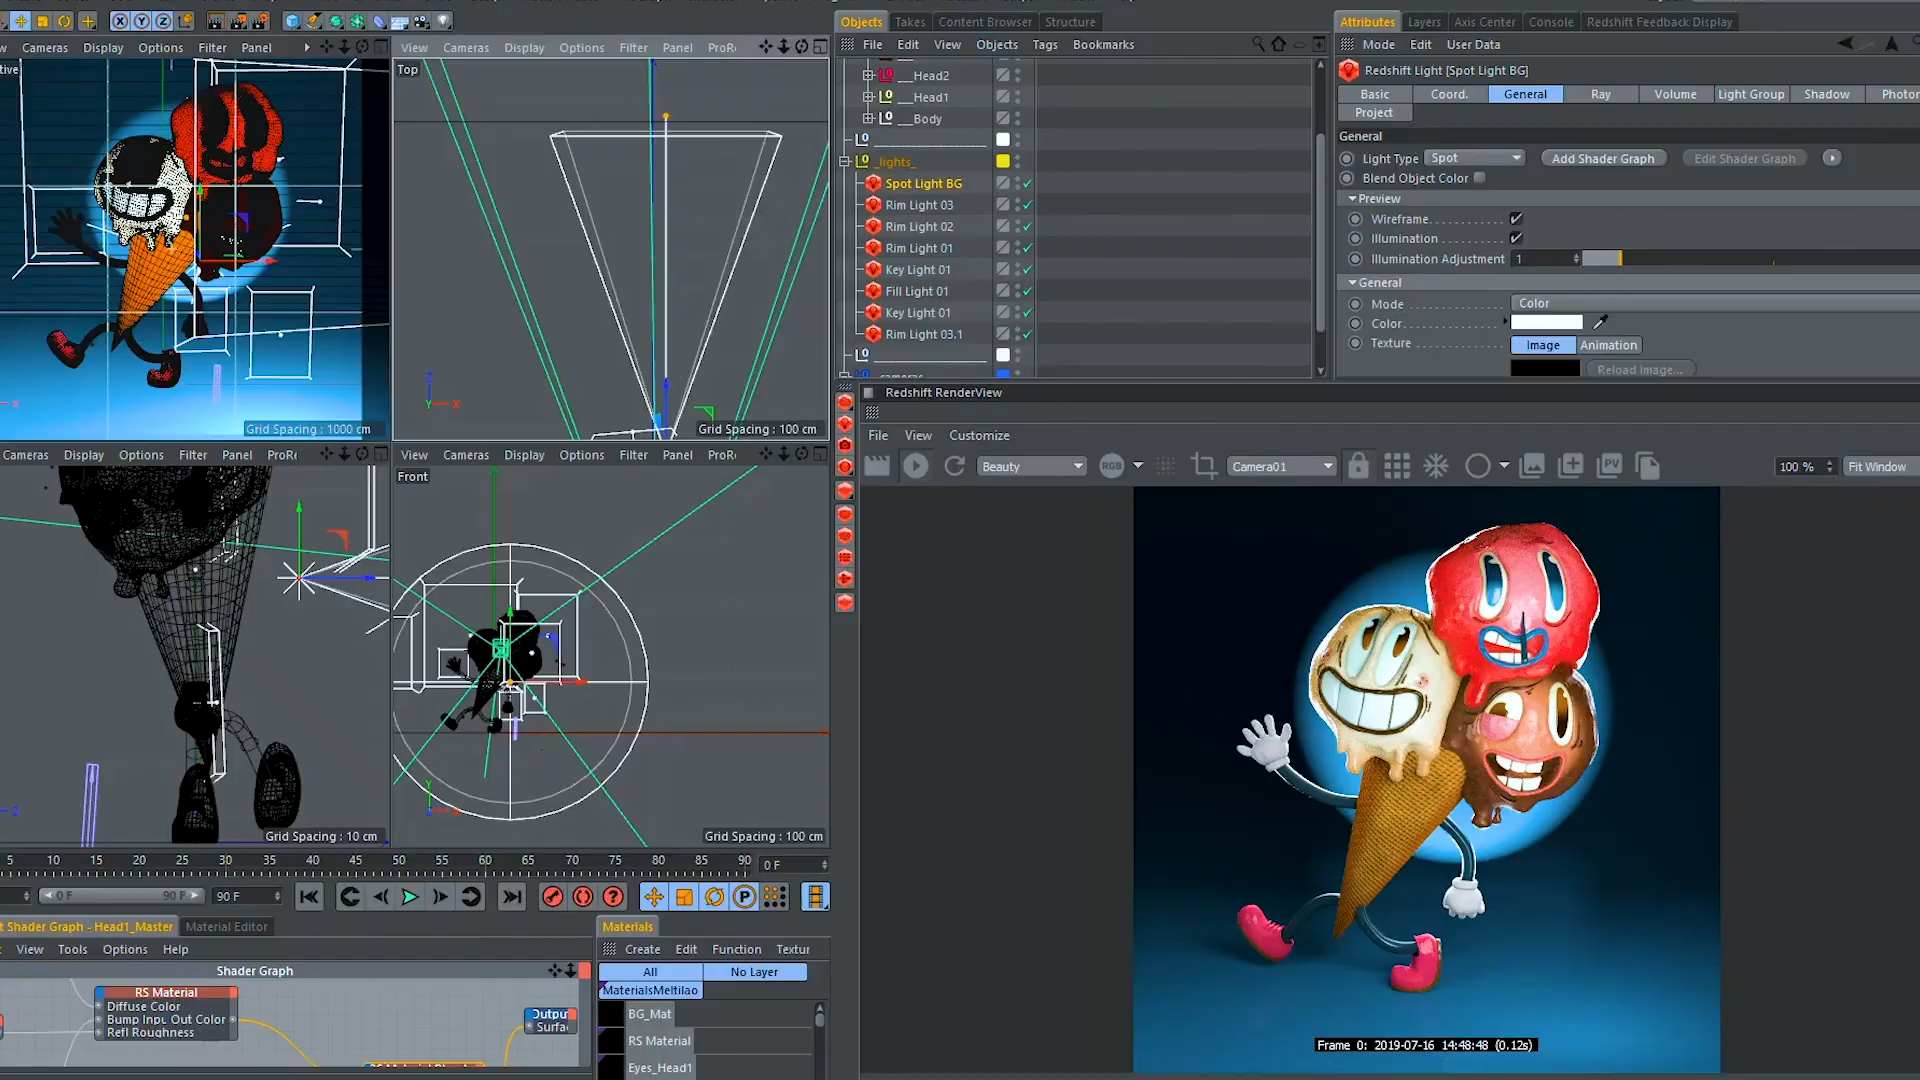 Cameras Display Options Filter Panel
View Cameras Display Options Filter Panel ProRe
tive
Top
X Y Z
Grid Spacing : 1000 cm
Grid Spacing : 100 cm
Cameras Display Options Filter Panel ProRe
View Cameras Display Options Filter Panel ProRe
Front
Grid Spacing : 10 cm
Grid Spacing : 100 cm
5 10 15 20 25 30 35 40 45 50 55 60 65 70 75 80 85 90
0 F
0 F 90 F
90 F
t Shader Graph - Head1_Master
Material Editor
View Tools Options Help
Shader Graph
RS Material
Diffuse Color
Bump Input Out Color
Refl Roughness
Output
Surfa
Materials
Create Edit Function Textur
All
No Layer
MaterialsMeltilao
BG_Mat
RS Material
Eyes_Head1
Objects Takes Content Browser Structure
File Edit View Objects Tags Bookmarks
__Head2
__Head1
__Body
_lights_
Spot Light BG
Rim Light 03
Rim Light 02
Rim Light 01
Key Light 01
Fill Light 01
Key Light 01
Rim Light 03.1
Attributes Layers Axis Center Console Redshift Feedback Display
Mode Edit User Data
Redshift Light [Spot Light BG]
Basic Coord. General Ray Volume Light Group Shadow Photon
Project
General
Light Type Spot Add Shader Graph Edit Shader Graph
Blend Object Color
Preview
Wireframe
Illumination
Illumination Adjustment 1
General
Mode Color
Color
Texture Image Animation
Reload Image...
Redshift RenderView
File View Customize
Beauty
RGB
Camera01
PV
100 %
Fit Window
Frame 0: 2019-07-16 14:48:48 (0.12s)